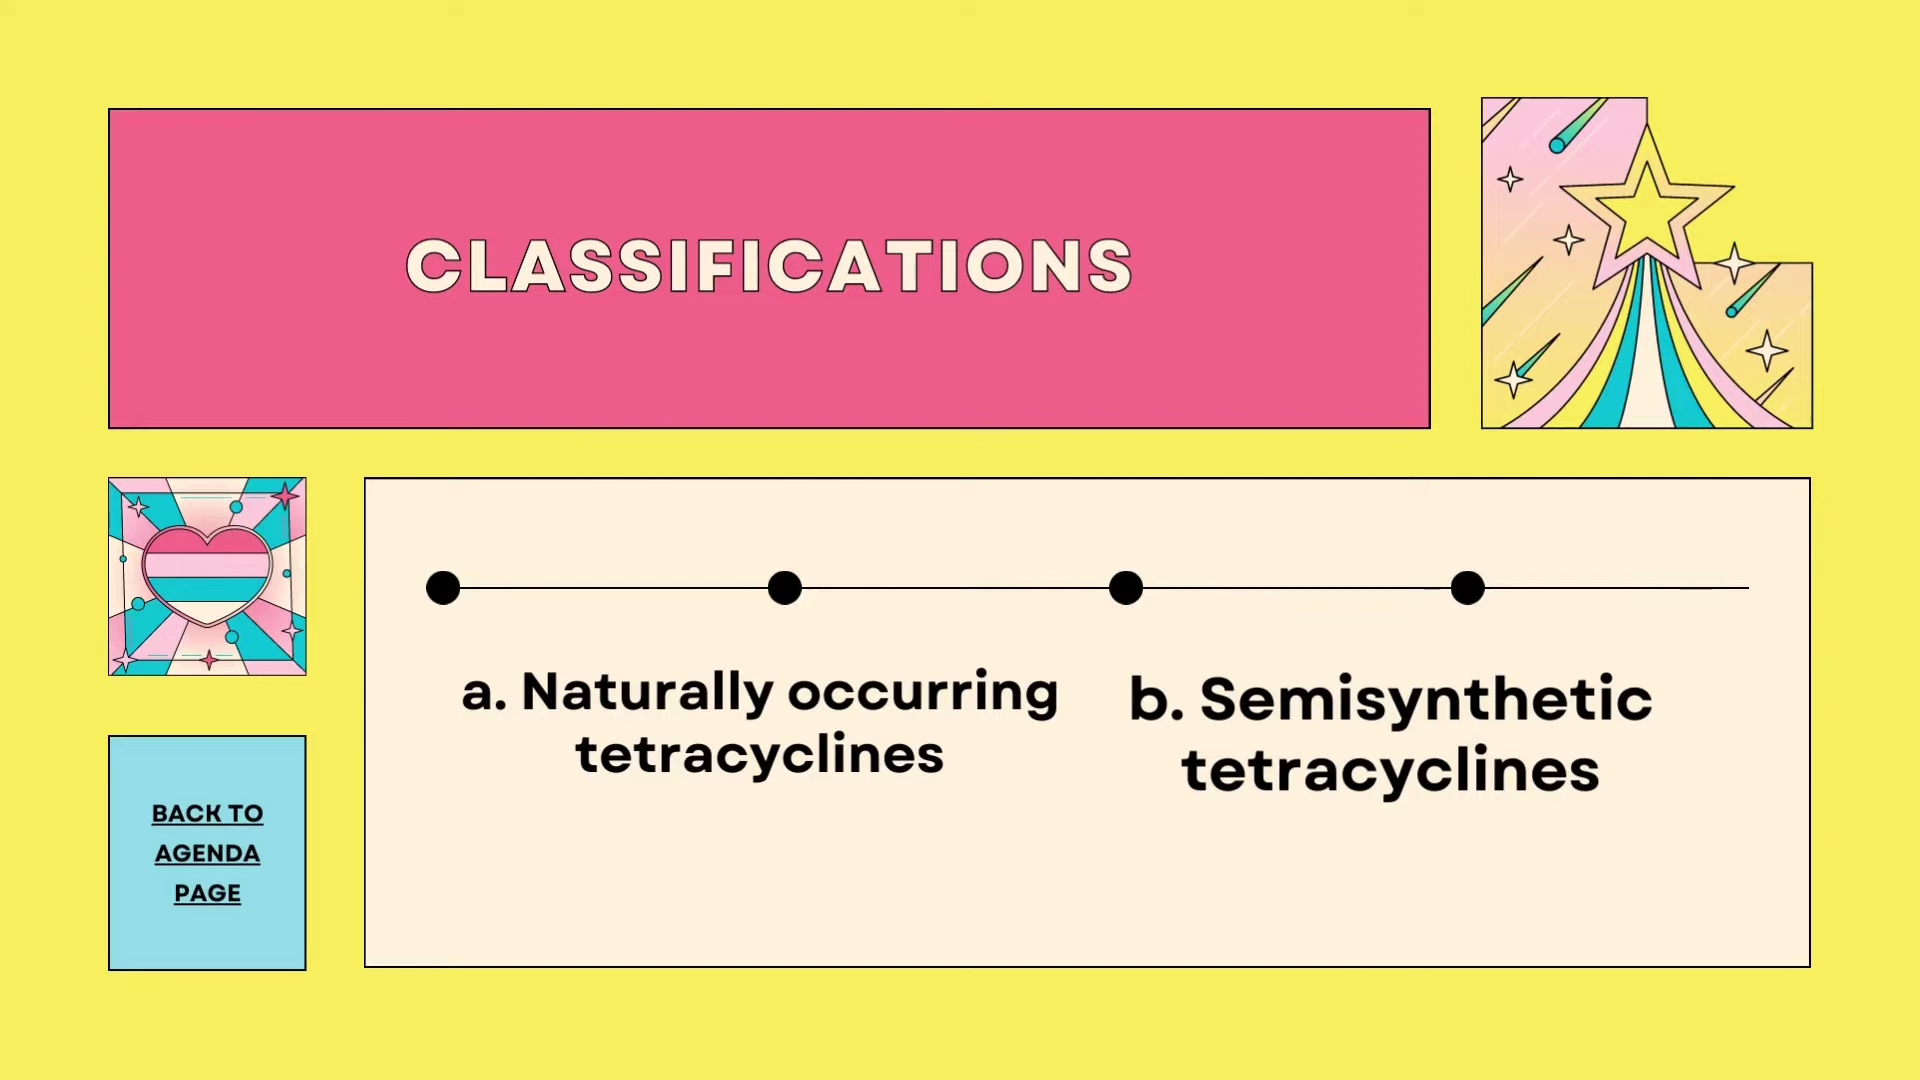 CLASSIFICATIONS
a. Naturally occurring
tetracyclines
b. Semisynthetic
tetracyclines
BACK TO
AGENDA
PAGE